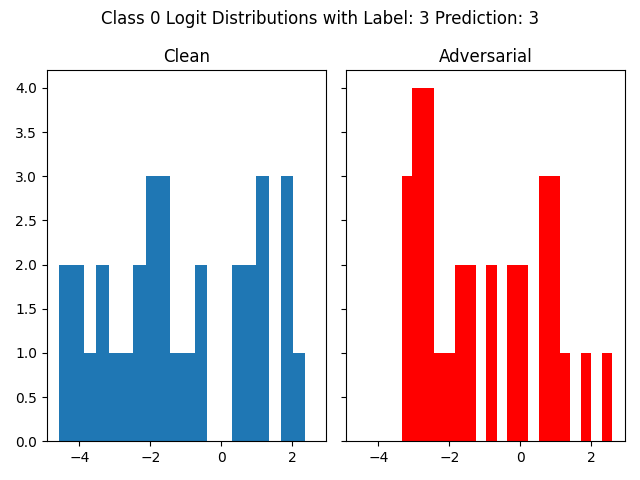 Class 0 Logit Distributions with Label: 3 Prediction: 3
Clean
Adversarial
4.0
3.5
3.0
2.5
2.0
1.5
1.0
0.5
0.0
−4 −2 0 2
−4 −2 0 2